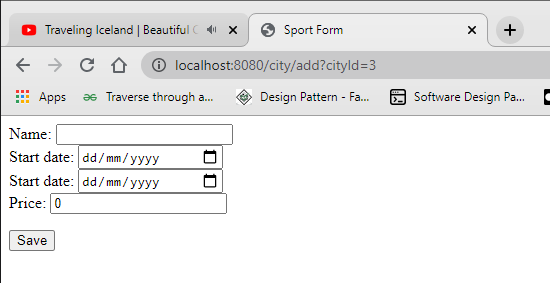 Traveling Iceland | Beautiful
Sport Form
localhost:8080/city/add?cityId=3
Apps
Traverse through a...
Design Pattern - Fa...
Software Design Pa...
Name:
Start date: dd/mm/yyyy
Start date: dd/mm/yyyy
Price: 0
Save